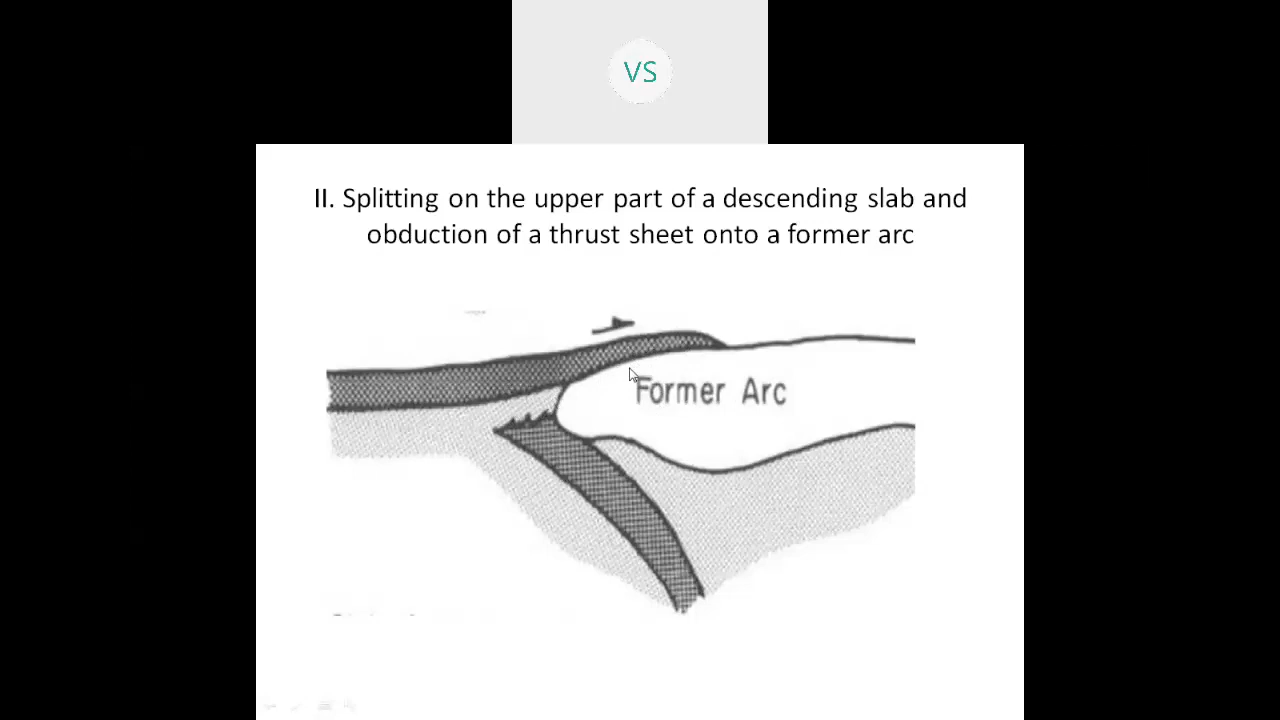 VS
II. Splitting on the upper part of a descending slab and
obduction of a thrust sheet onto a former arc
Former Arc